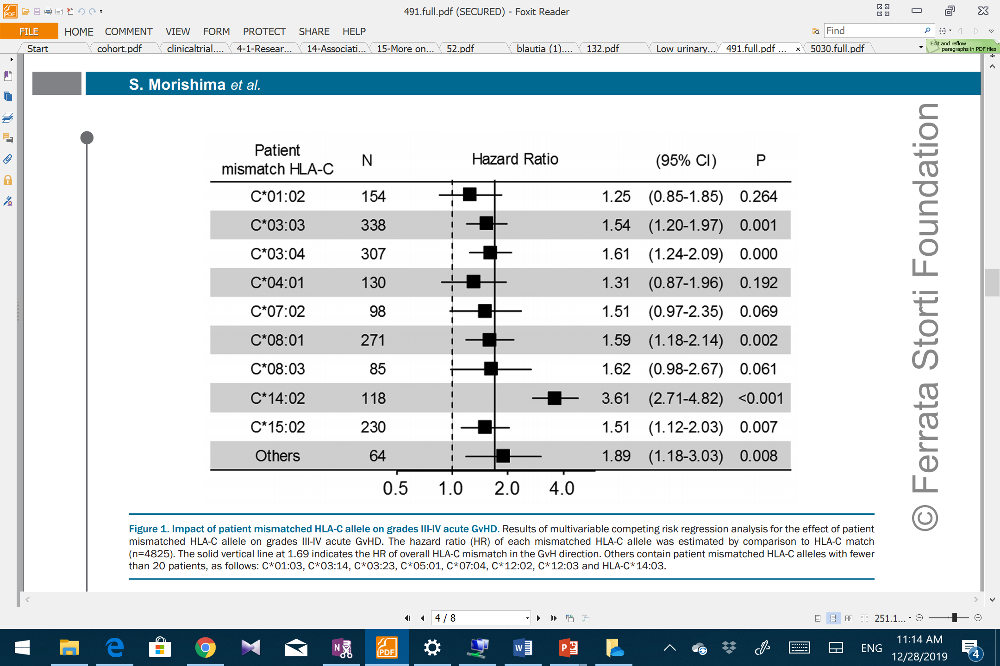 491.full.pdf (SECURED) - Foxit Reader
FILE HOME COMMENT VIEW FORM PROTECT SHARE HELP
Find
Start cohort.pdf clinicaltrial.... 4-1-Resear... 14-Associati... 15-More on... 52.pdf blautia (1).... 132.pdf Low urinary... 491.full.pdf ... 5030.full.pdf
Edit and reflow
paragraphs in PDF files
S. Morishima et al.
Patient
mismatch HLA-C N Hazard Ratio (95% CI) P
C*01:02 154 1.25 (0.85-1.85) 0.264
C*03:03 338 1.54 (1.20-1.97) 0.001
C*03:04 307 1.61 (1.24-2.09) 0.000
C*04:01 130 1.31 (0.87-1.96) 0.192
C*07:02 98 1.51 (0.97-2.35) 0.069
C*08:01 271 1.59 (1.18-2.14) 0.002
C*08:03 85 1.62 (0.98-2.67) 0.061
C*14:02 118 3.61 (2.71-4.82) <0.001
C*15:02 230 1.51 (1.12-2.03) 0.007
Others 64 1.89 (1.18-3.03) 0.008
0.5 1.0 2.0 4.0
© Ferrata Storti Foundation
Figure 1. Impact of patient mismatched HLA-C allele on grades III-IV acute GvHD. Results of multivariable competing risk regression analysis for the effect of patient
mismatched HLA-C allele on grades III-IV acute GvHD. The hazard ratio (HR) of each mismatched HLA-C allele was estimated by comparison to HLA-C match
(n=4825). The solid vertical line at 1.69 indicates the HR of overall HLA-C mismatch in the GvH direction. Others contain patient mismatched HLA-C alleles with fewer
than 20 patients, as follows: C*01:03, C*03:14, C*03:23, C*05:01, C*07:04, C*12:02, C*12:03 and HLA-C*14:03.
4 / 8
251.1...
PDF
ENG
11:14 AM
12/28/2019
4